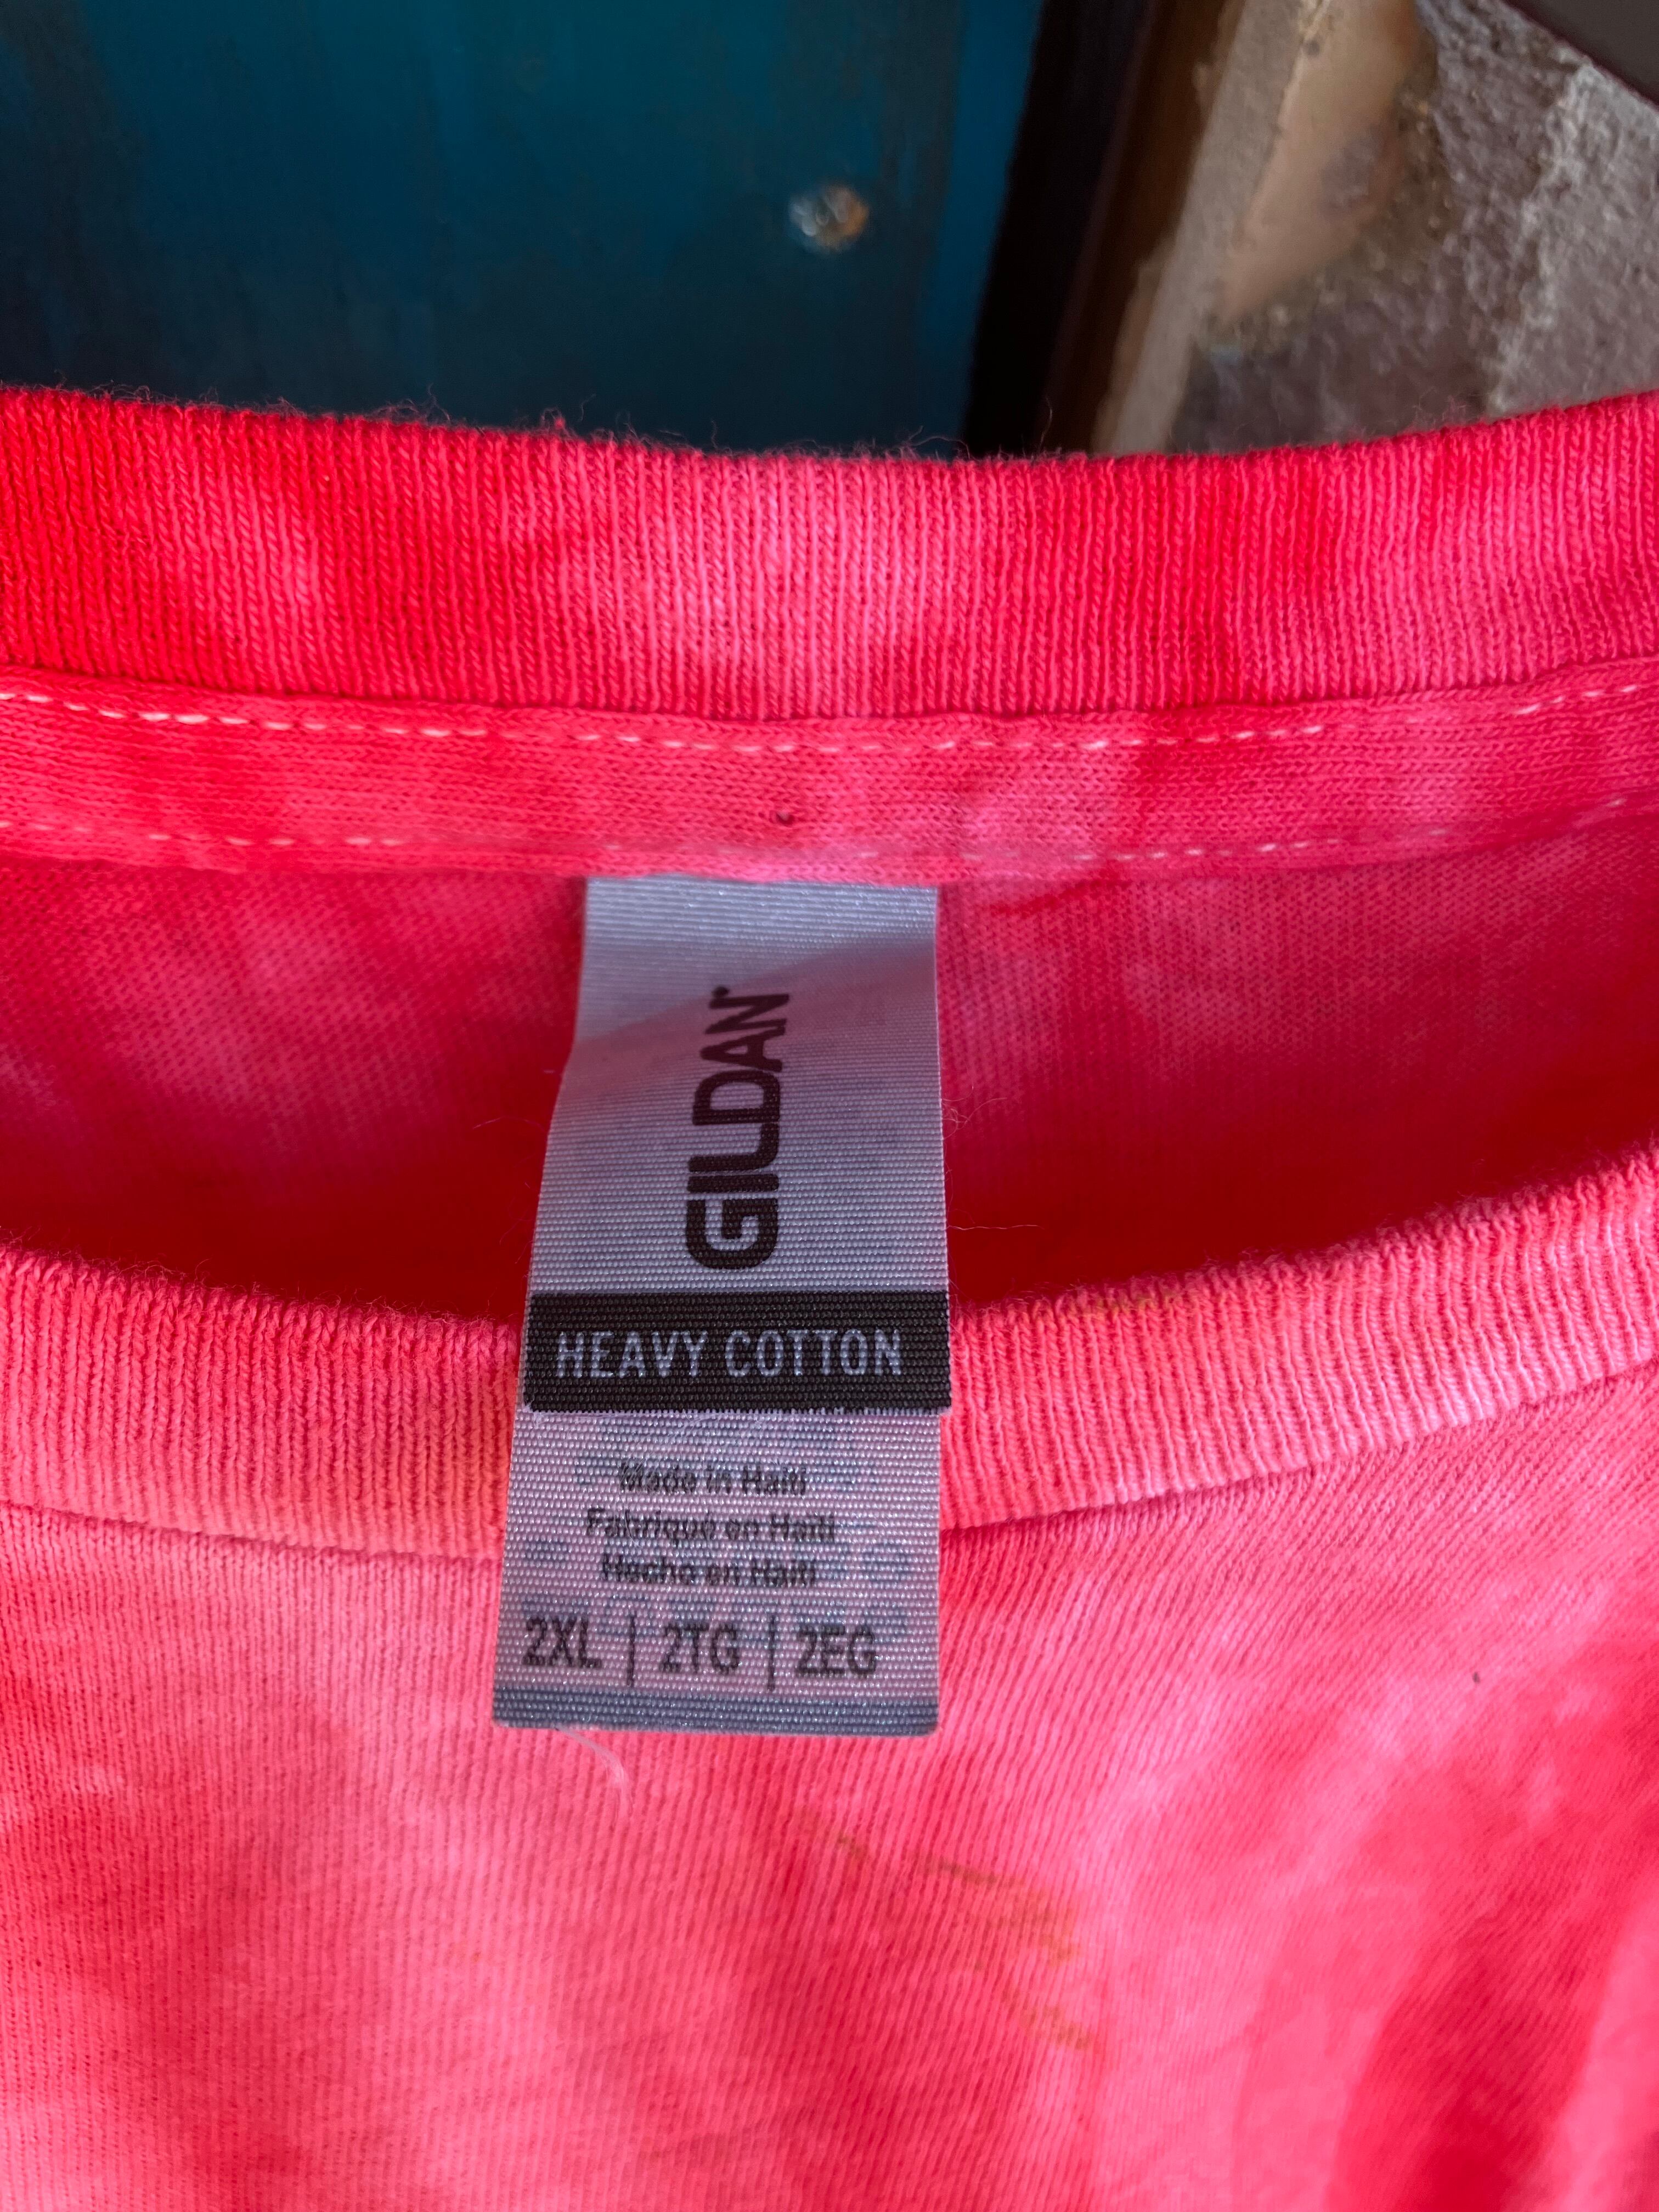 GILDAN
HEAVY COTTON
Made in Haiti
Fabriqué en Haïti
Hecho en Haití
2XL | 2TG | 2EG